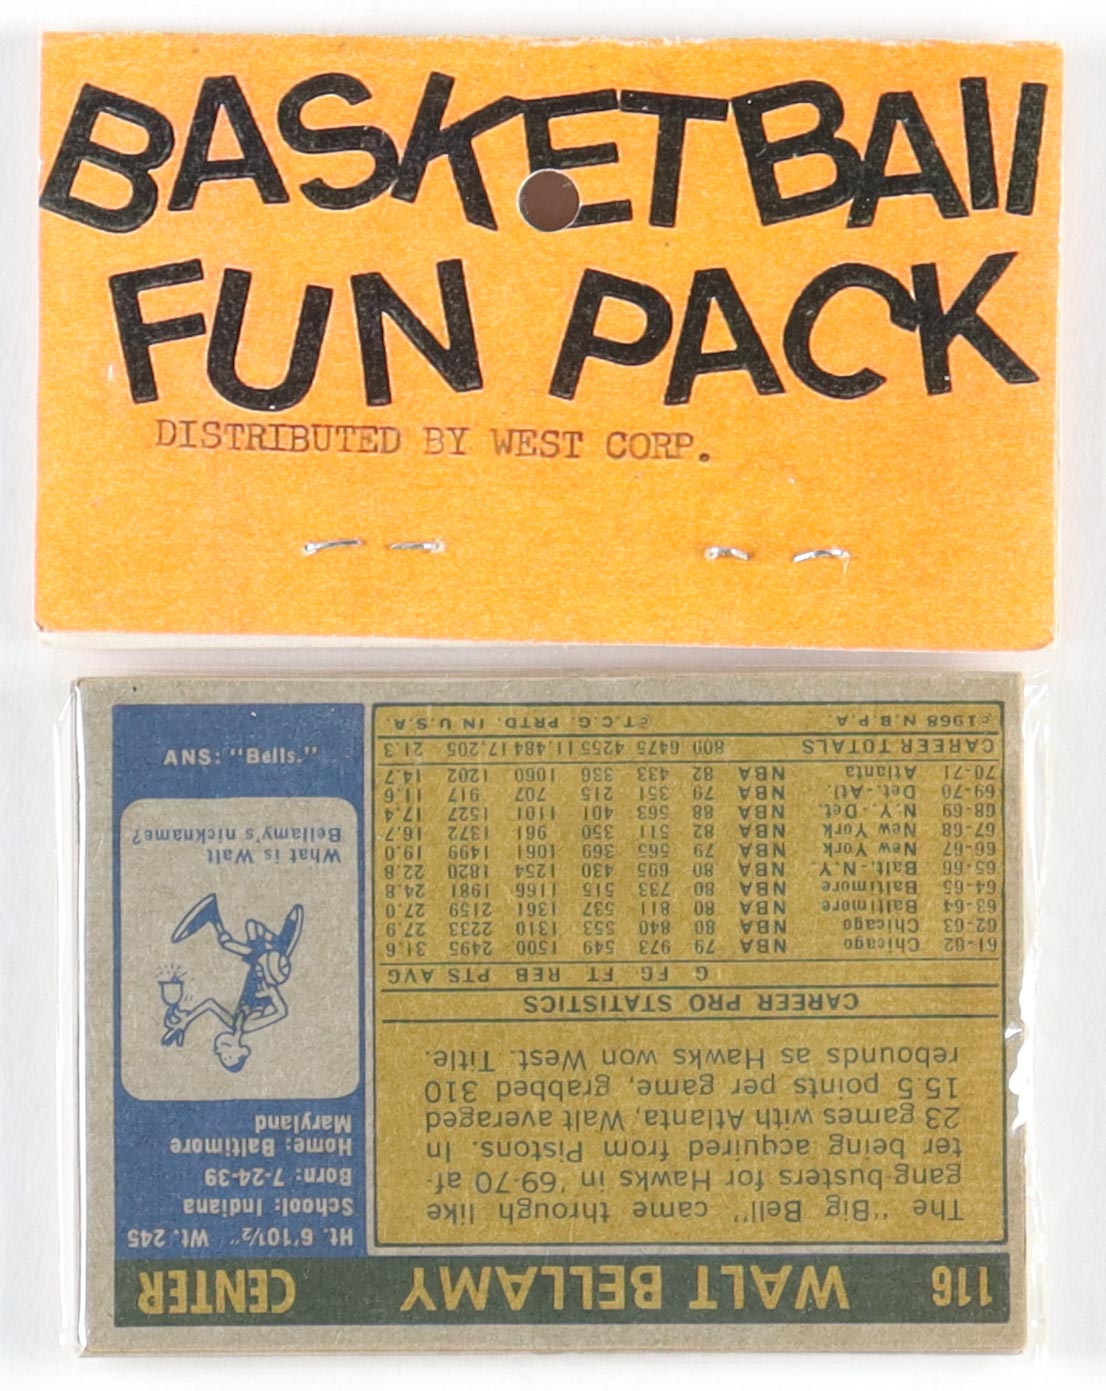 BASKETBAll
FUN PACK
DISTRIBUTED BY WEST CORP.
116 WALT BELLAMY CENTER
The "Big Bell" came through like
gang-busters for Hawks in '69-70 af-
ter being acquired from Pistons. In
23 games with Atlanta, Walt averaged
15.5 points per game, grabbed 310
rebounds as Hawks won West. Title.
CAREER PRO STATISTICS
G FG FT REB PTS AVG
61-62 Chicago NBA 79 973 549 1500 2495 31.6
62-63 Chicago NBA 80 840 553 1310 2233 27.9
63-64 Baltimore NBA 80 811 537 1361 2159 27.0
64-65 Baltimore NBA 80 733 515 1166 1981 24.8
65-66 Balt.-N.Y. NBA 80 695 430 1254 1820 22.8
66-67 New York NBA 79 565 369 1061 1499 19.0
67-68 New York NBA 82 511 350 961 1372 16.7
68-69 N.Y.-Det. NBA 88 563 401 1101 1527 17.4
69-70 Det.-Atl. NBA 79 351 215 707 917 11.6
70-71 Atlanta NBA 82 433 336 1060 1202 14.7
CAREER TOTALS 809 6475 4255 11,484 17,205 21.3
©1968 N.B.P.A. ©T.C.G. PRTD. IN U.S.A.
Ht. 6'10½" Wt. 245
School: Indiana
Born: 7-24-39
Home: Baltimore
Maryland
What is Walt
Bellamy's nickname?
ANS: "Bells."